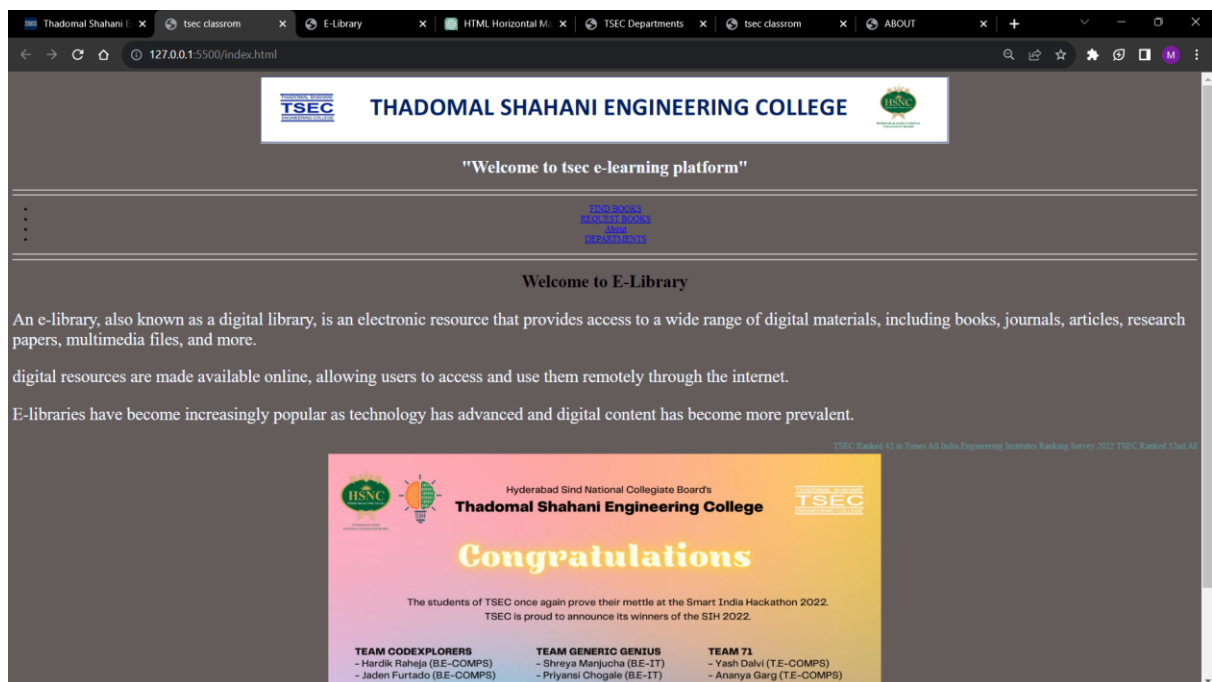 Thadomal Shahani E
tsec classrom
E-Library
HTML Horizontal Ma
TSEC Departments
tsec classrom
ABOUT
127.0.0.1:5500/index.html
M
TSEC
THADOMAL SHAHANI ENGINEERING COLLEGE
HSNC
"Welcome to tsec e-learning platform"
FIND BOOKS
REQUEST BOOKS
About
DEPARTMENTS
Welcome to E-Library
An e-library, also known as a digital library, is an electronic resource that provides access to a wide range of digital materials, including books, journals, articles, research
papers, multimedia files, and more.
digital resources are made available online, allowing users to access and use them remotely through the internet.
E-libraries have become increasingly popular as technology has advanced and digital content has become more prevalent.
TSEC Ranked 42 in Times All India Engineering Institutes Ranking Survey 2022 TSEC Ranked 32nd Al
HSNC
SIH
Hyderabad Sind National Collegiate Board's
Thadomal Shahani Engineering College
THADOMAL SHAHANI
TSEC
ENGINEERING COLLEGE
Congratulations
The students of TSEC once again prove their mettle at the Smart India Hackathon 2022.
TSEC is proud to announce its winners of the SIH 2022.
TEAM CODEXPLORERS
- Hardik Raheja (B.E-COMPS)
- Jaden Furtado (B.E-COMPS)
TEAM GENERIC GENIUS
- Shreya Manjucha (B.E-IT)
- Priyansi Chogale (B.E-IT)
TEAM 71
- Yash Dalvi (T.E-COMPS)
- Ananya Garg (T.E-COMPS)